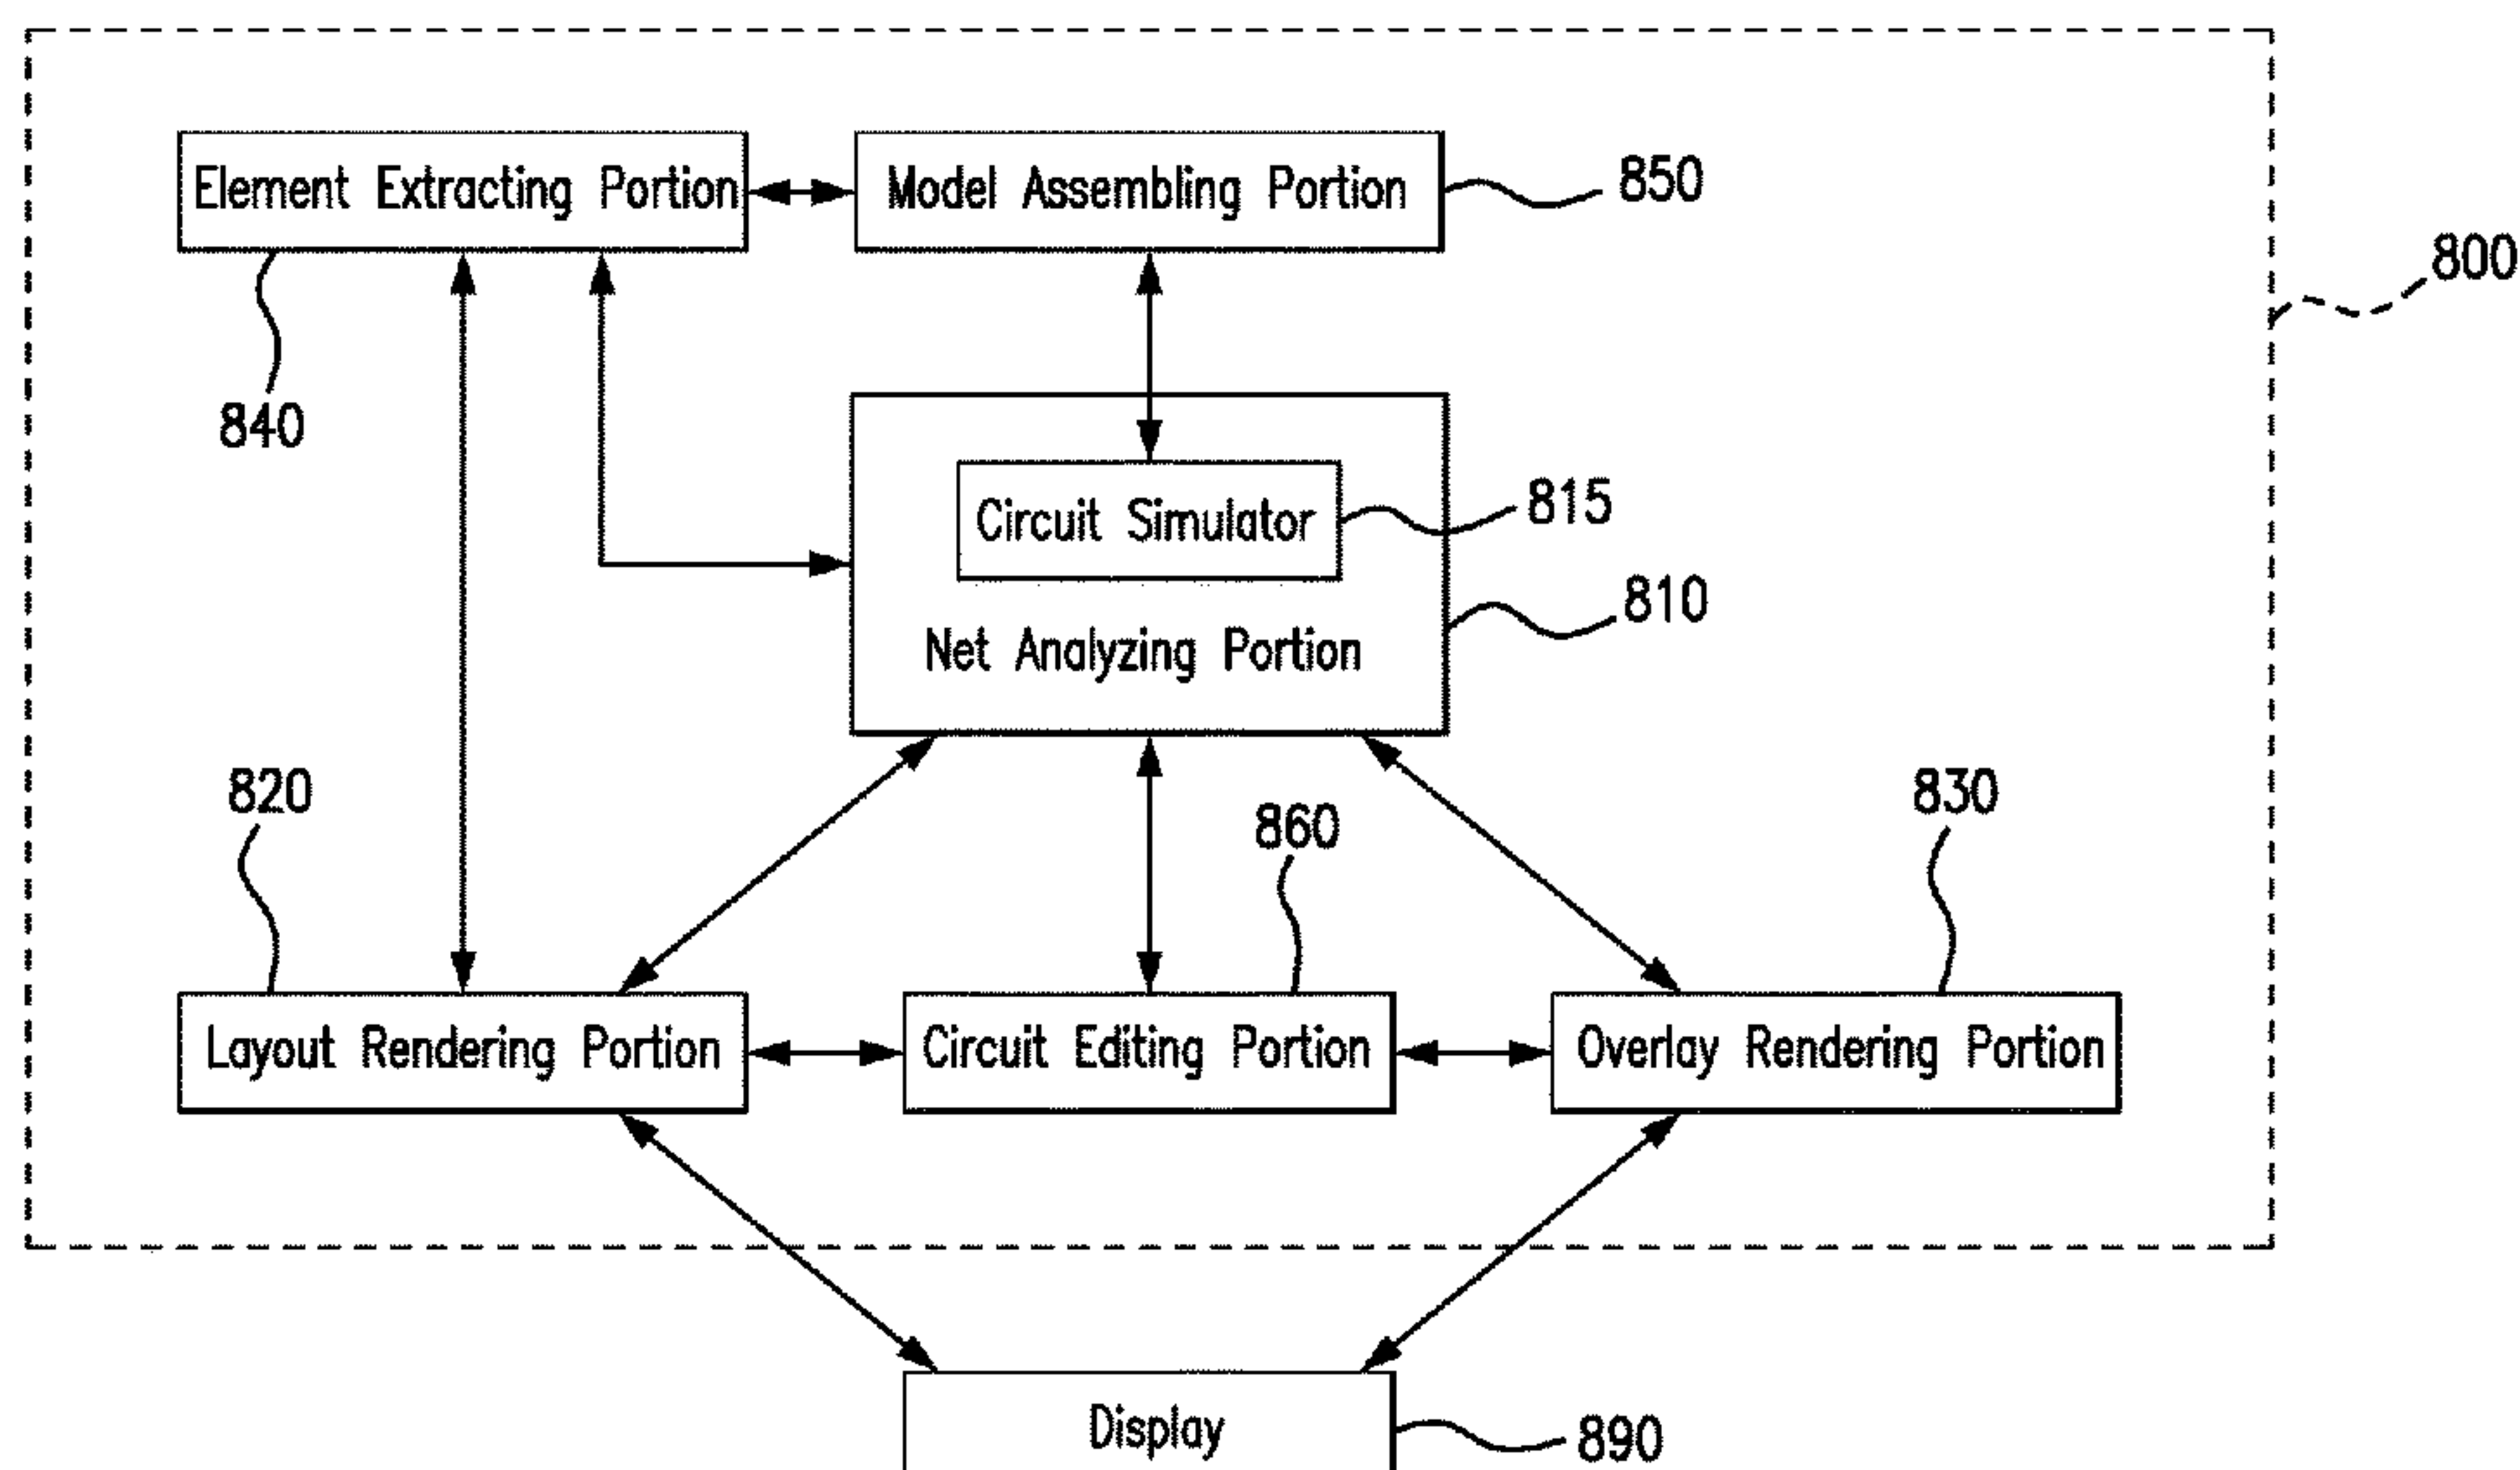 Element Extracting Portion
Model Assembling Portion
850
800
840
Circuit Simulator
815
810
Net Analyzing Portion
820
860
830
Layout Rendering Portion
Circuit Editing Portion
Overlay Rendering Portion
Display
890